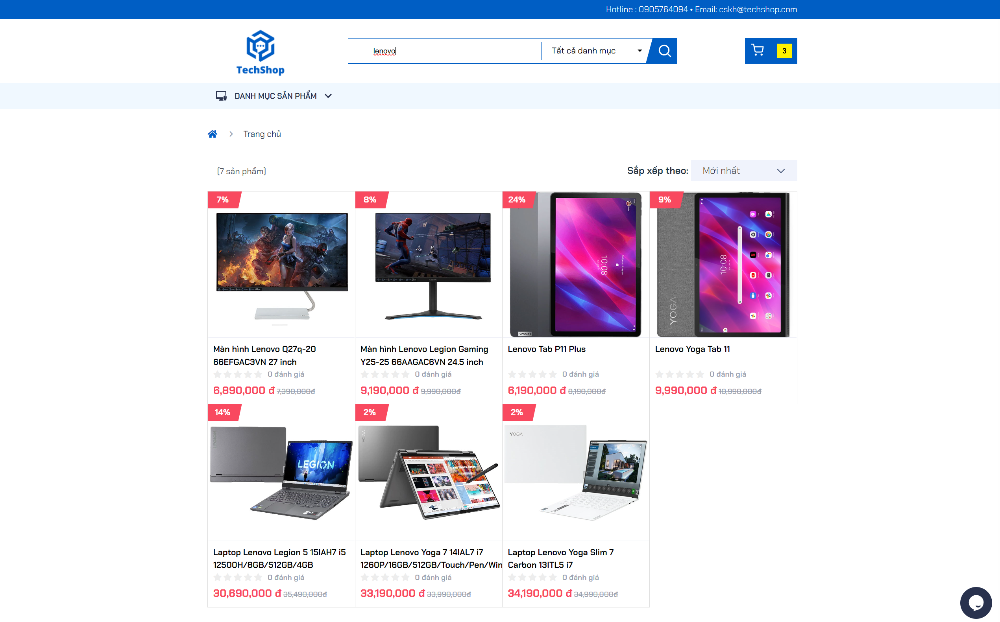 Hotline : 0905764094 • Email: cskh@techshop.com
TechShop
lenovo
Tất cả danh mục
3
DANH MỤC SẢN PHẨM
Trang chủ
(7 sản phẩm)
Sắp xếp theo: Mới nhất
7%
8%
24%
9%
10:08
Swipe up to open
Lenovo
YOGA
10:08
Màn hình Lenovo Q27q-20
66EFGAC3VN 27 inch
0 đánh giá
6,890,000 đ 7,390,000đ
Màn hình Lenovo Legion Gaming
Y25-25 66AAGAC6VN 24.5 inch
0 đánh giá
9,190,000 đ 9,990,000đ
Lenovo Tab P11 Plus
0 đánh giá
6,190,000 đ 8,190,000đ
Lenovo Yoga Tab 11
0 đánh giá
9,990,000 đ 10,990,000đ
14%
2%
2%
LEGION
LEGION
YOGA
YOGA
Laptop Lenovo Legion 5 15IAH7 i5
12500H/8GB/512GB/4GB
0 đánh giá
30,690,000 đ 35,490,000đ
Laptop Lenovo Yoga 7 14IAL7 i7
1260P/16GB/512GB/Touch/Pen/Win
0 đánh giá
33,190,000 đ 33,990,000đ
Laptop Lenovo Yoga Slim 7
Carbon 13ITL5 i7
0 đánh giá
34,190,000 đ 34,990,000đ